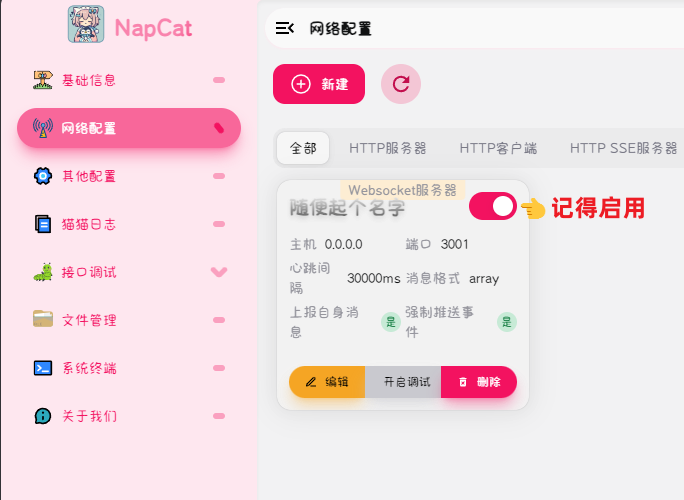 NapCat
基础信息
网络配置
其他配置
猫猫日志
接口调试
文件管理
系统终端
关于我们
网络配置
新建
全部 HTTP服务器 HTTP客户端 HTTP SSE服务器
Websocket服务器
随便起个名字
记得启用
主机 0.0.0.0 端口 3001
心跳间隔 30000ms 消息格式 array
上报自身消息 是 强制推送事件 是
编辑 开启调试 删除